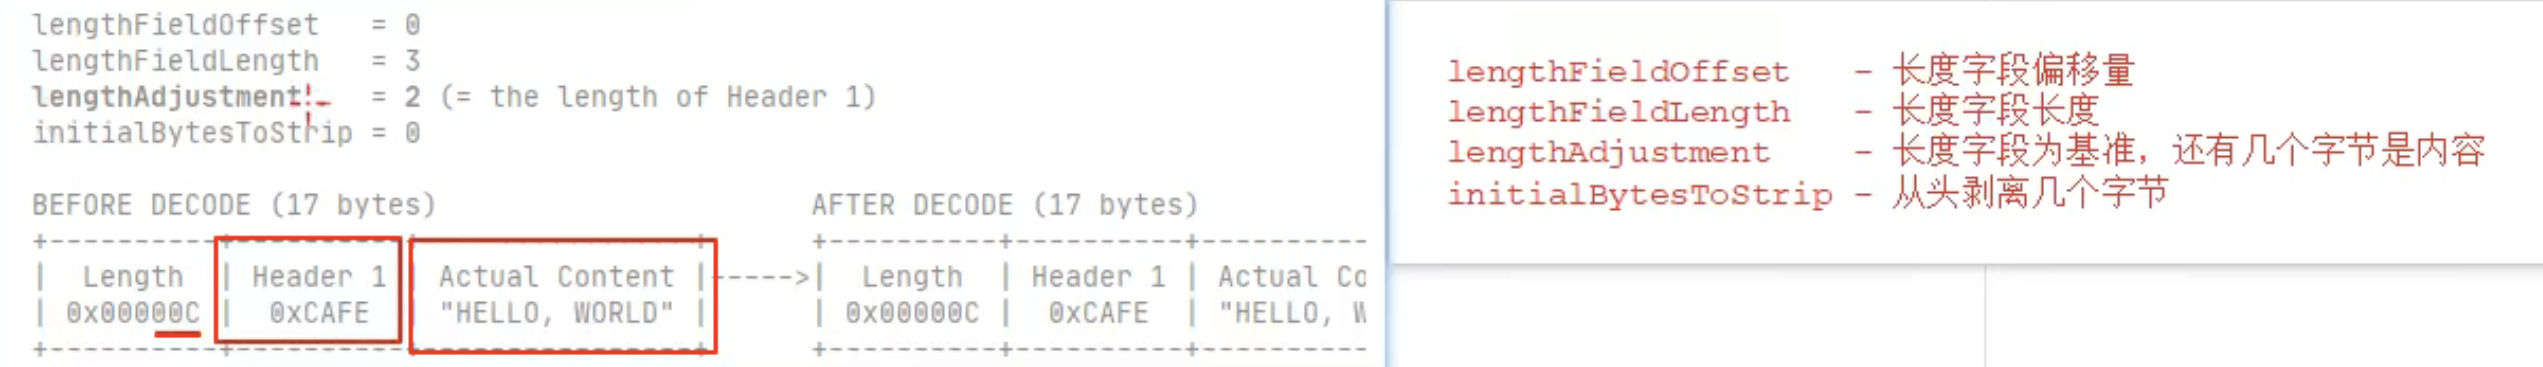 lengthFieldOffset   = 0
lengthFieldLength   = 3
lengthAdjustment   = 2 (= the length of Header 1)
initialBytesToStrip = 0
BEFORE DECODE (17 bytes)                      AFTER DECODE (17 bytes)
+----------+----------+----------------+      +----------+----------+----------
|  Length  | Header 1 | Actual Content |----->|  Length  | Header 1 | Actual Co
| 0x00000C |  0xCAFE  | "HELLO, WORLD" |      | 0x00000C |  0xCAFE  | "HELLO, W
+----------+----------+----------------+      +----------+----------+----------
lengthFieldOffset   - 长度字段偏移量
lengthFieldLength   - 长度字段长度
lengthAdjustment    - 长度字段为基准，还有几个字节是内容
initialBytesToStrip - 从头剥离几个字节